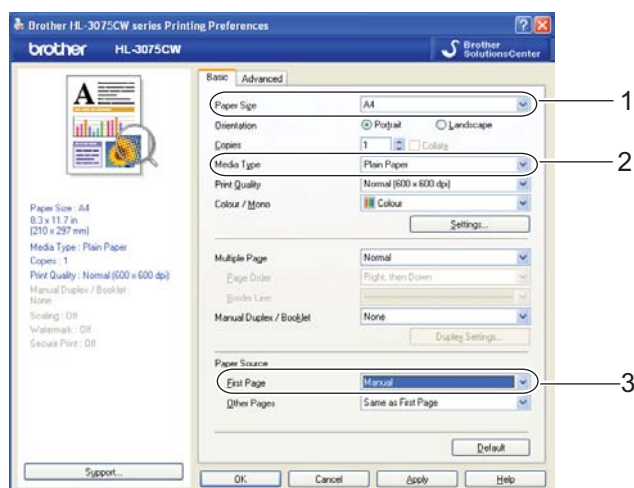 Brother HL-3075CW series Printing Preferences
brother HL-3075CW
Brother
SolutionsCenter
Basic Advanced
Paper Size A4 1
Orientation Portrait Landscape
Copies 1 Collate
Media Type Plain Paper 2
Print Quality Normal (600 x 600 dpi)
Colour / Mono Colour
Settings...
Multiple Page Normal
Page Order Right, then Down
Border Line
Manual Duplex / Booklet None
Duplex Settings...
Paper Source
First Page Manual 3
Other Pages Same as First Page
Default
A
Paper Size : A4
8.3 x 11.7 in
(210 x 297 mm)
Media Type : Plain Paper
Copies : 1
Print Quality : Normal (600 x 600 dpi)
Manual Duplex / Booklet :
None
Scaling : Off
Watermark : Off
Secure Print : Off
Support... OK Cancel Apply Help